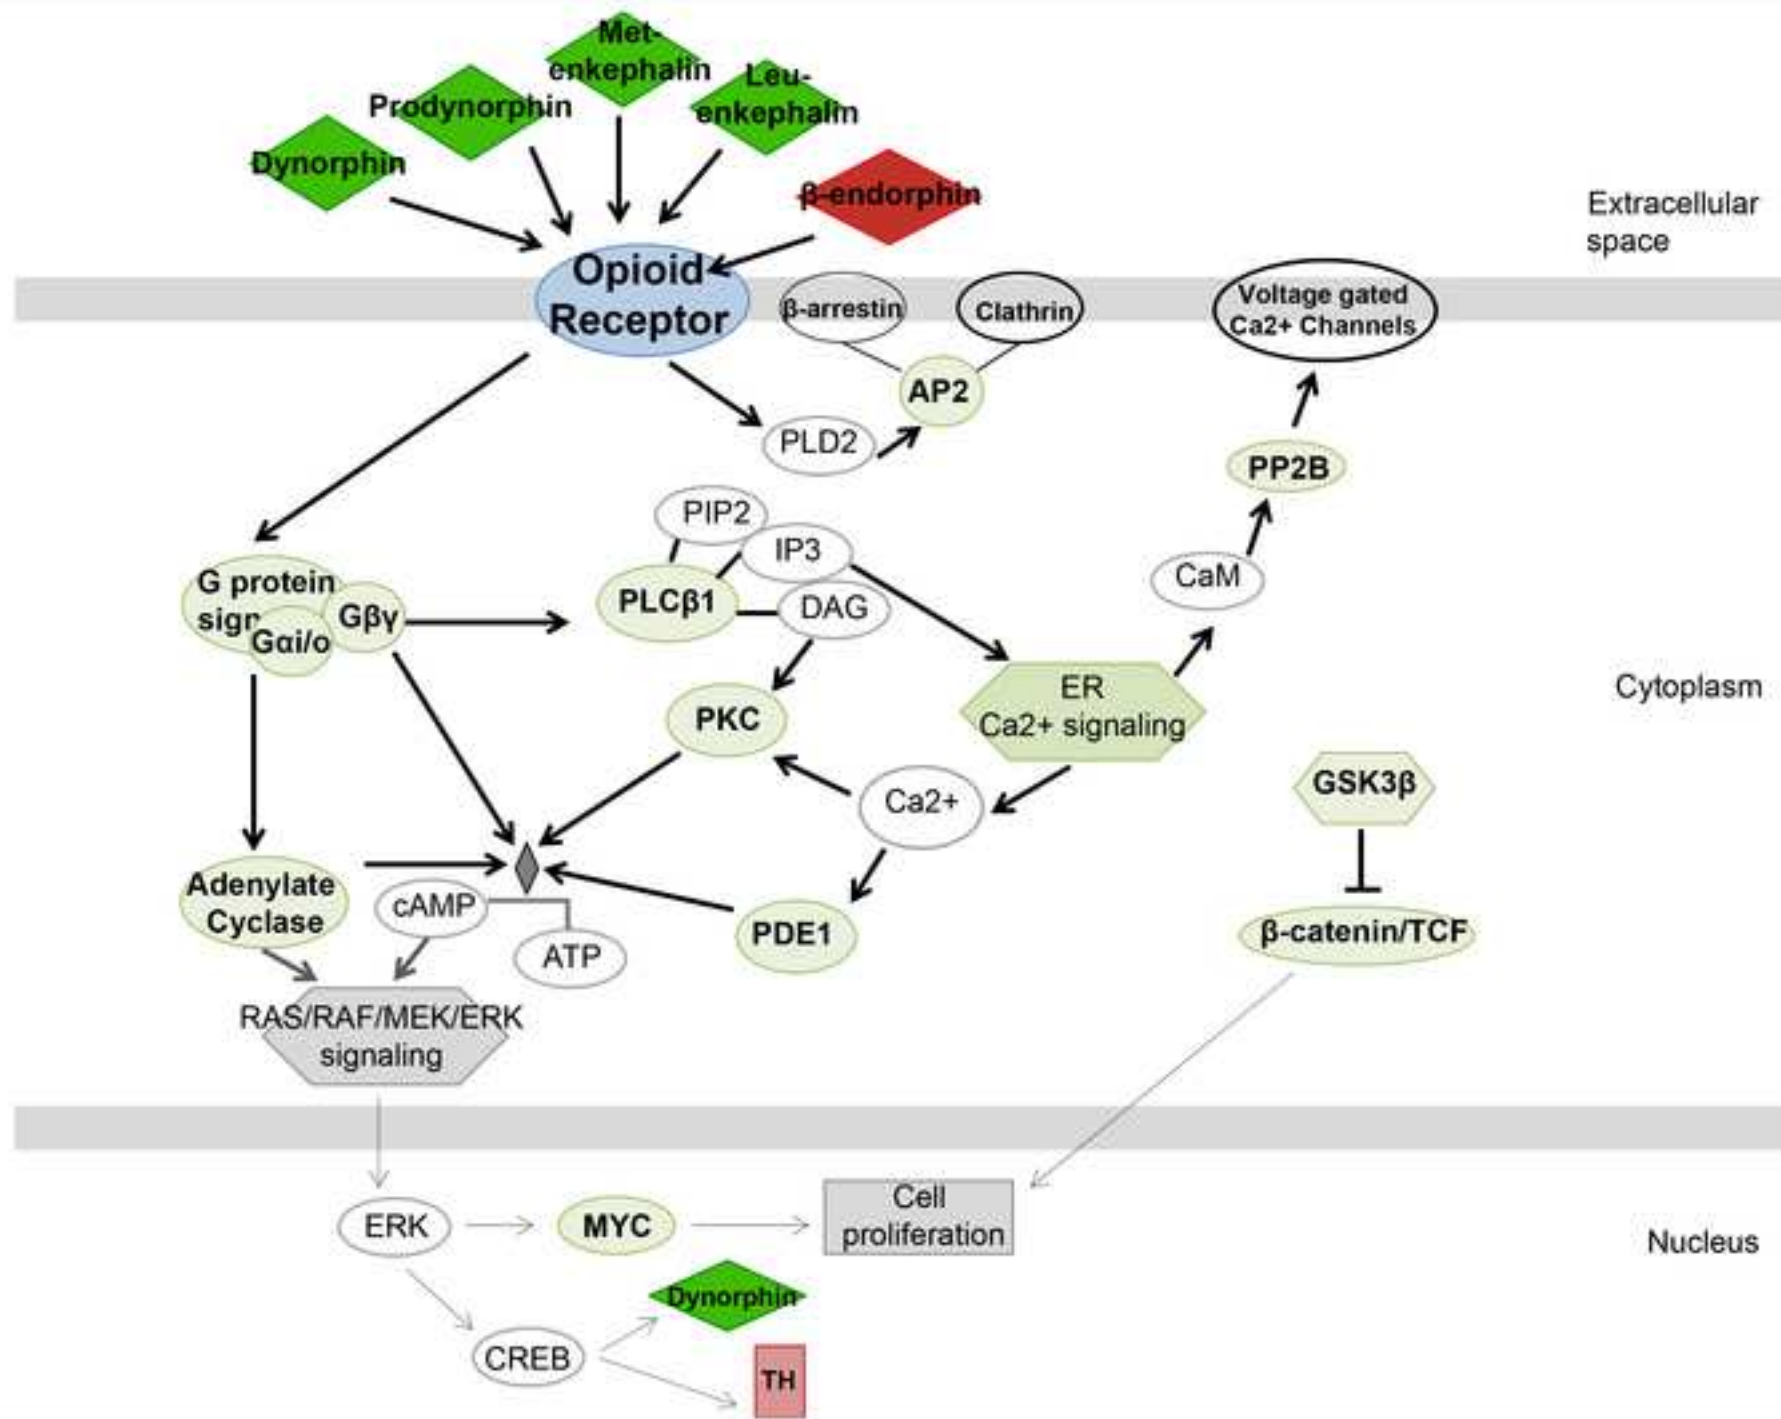 Met-
enkephalin
Leu-
enkephalin
Prodynorphin
Dynorphin
β-endorphin
Extracellular
space
Opioid
Receptor
β-arrestin
Clathrin
Voltage gated
Ca2+ Channels
AP2
PLD2
PP2B
PIP2
IP3
CaM
G protein
sign
Gαi/o
Gβγ
PLCβ1
DAG
ER
Ca2+ signaling
Cytoplasm
PKC
Ca2+
GSK3β
Adenylate
Cyclase
cAMP
ATP
PDE1
β-catenin/TCF
RAS/RAF/MEK/ERK
signaling
ERK
MYC
Cell
proliferation
Nucleus
Dynorphin
CREB
TH